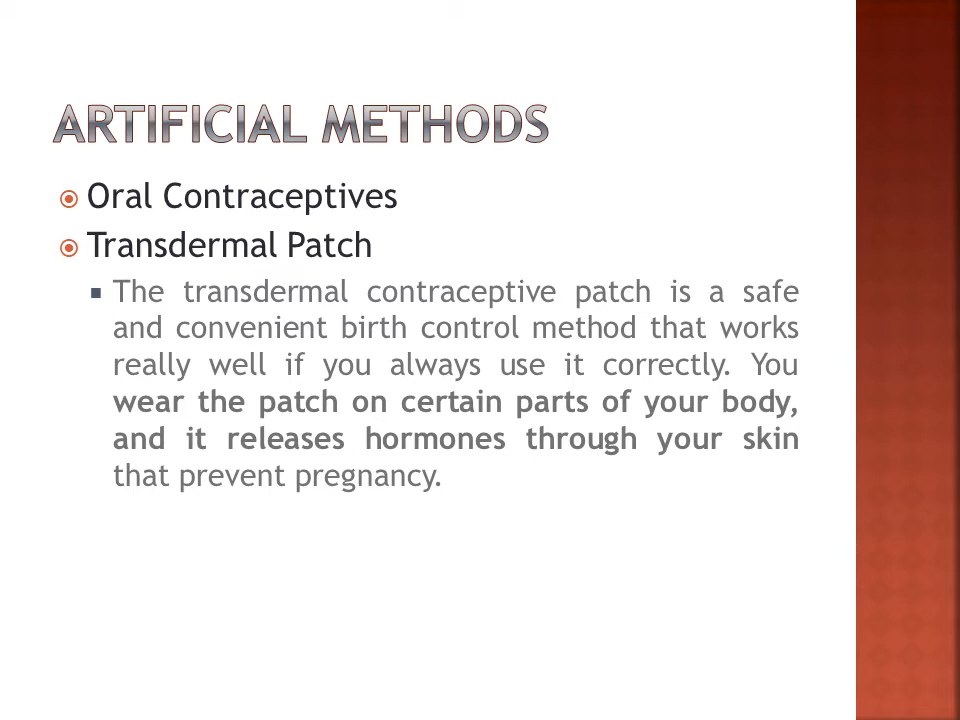 ARTIFICIAL METHODS
Oral Contraceptives
Transdermal Patch
The transdermal contraceptive patch is a safe
and convenient birth control method that works
really well if you always use it correctly. You
wear the patch on certain parts of your body,
and it releases hormones through your skin
that prevent pregnancy.